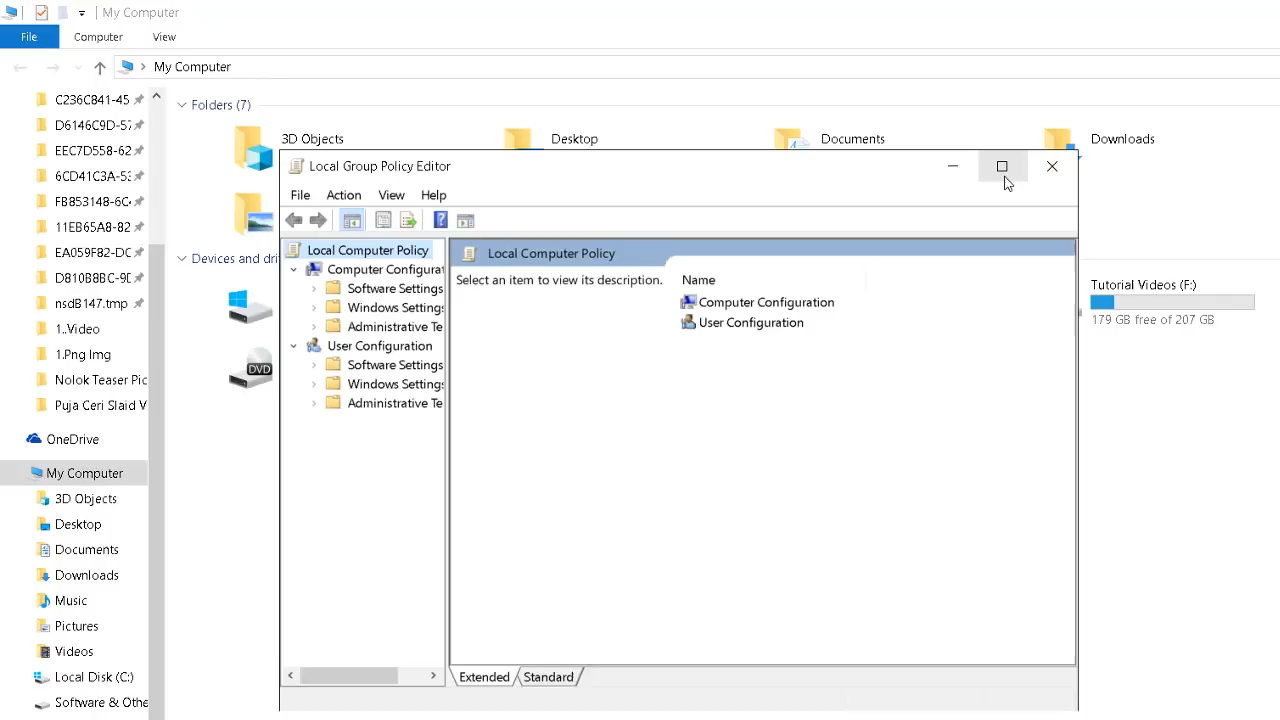 My Computer
File Computer View
My Computer
C236C841-45
D6146C9D-57
EEC7D558-62
6CD41C3A-53
FB853148-6C
11EB65A8-82
EA059F82-DC
D810B8BC-9D
nsdB147.tmp
1..Video
1.Png Img
Nolok Teaser Pic
Puja Ceri Slaid V
OneDrive
My Computer
3D Objects
Desktop
Documents
Downloads
Music
Pictures
Videos
Local Disk (C:)
Software & Othe
Folders (7)
3D Objects
Desktop
Documents
Downloads
Devices and dri
DVD
Tutorial Videos (F:)
179 GB free of 207 GB
Local Group Policy Editor
File Action View Help
Local Computer Policy
Computer Configurat
Software Settings
Windows Settings
Administrative Te
User Configuration
Software Settings
Windows Settings
Administrative Te
Local Computer Policy
Select an item to view its description.
Name
Computer Configuration
User Configuration
Extended Standard